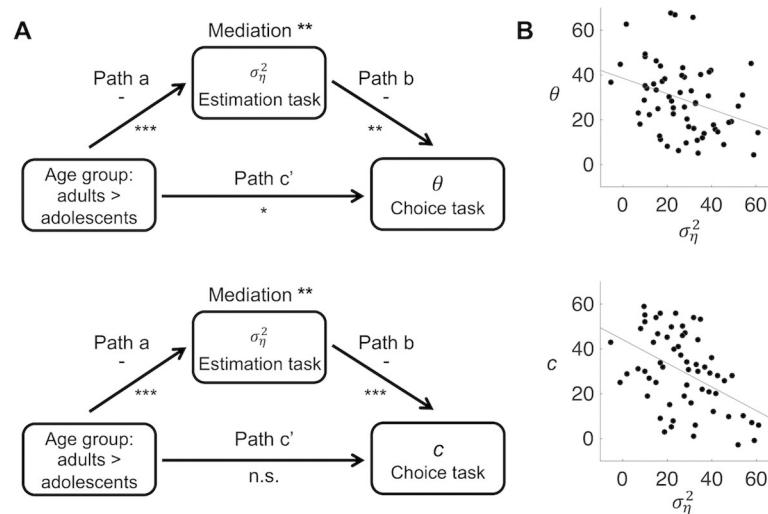 A
Mediation **
Path a
-
***
σ²η
Estimation task
Path b
-
**
Age group:
adults >
adolescents
Path c’
*
θ
Choice task
Mediation **
Path a
-
***
σ²η
Estimation task
Path b
-
***
Age group:
adults >
adolescents
Path c’
n.s.
c
Choice task
B
60
40
θ
20
0
0 20 40 60
σ²η
60
40
c
20
0
0 20 40 60
σ²η